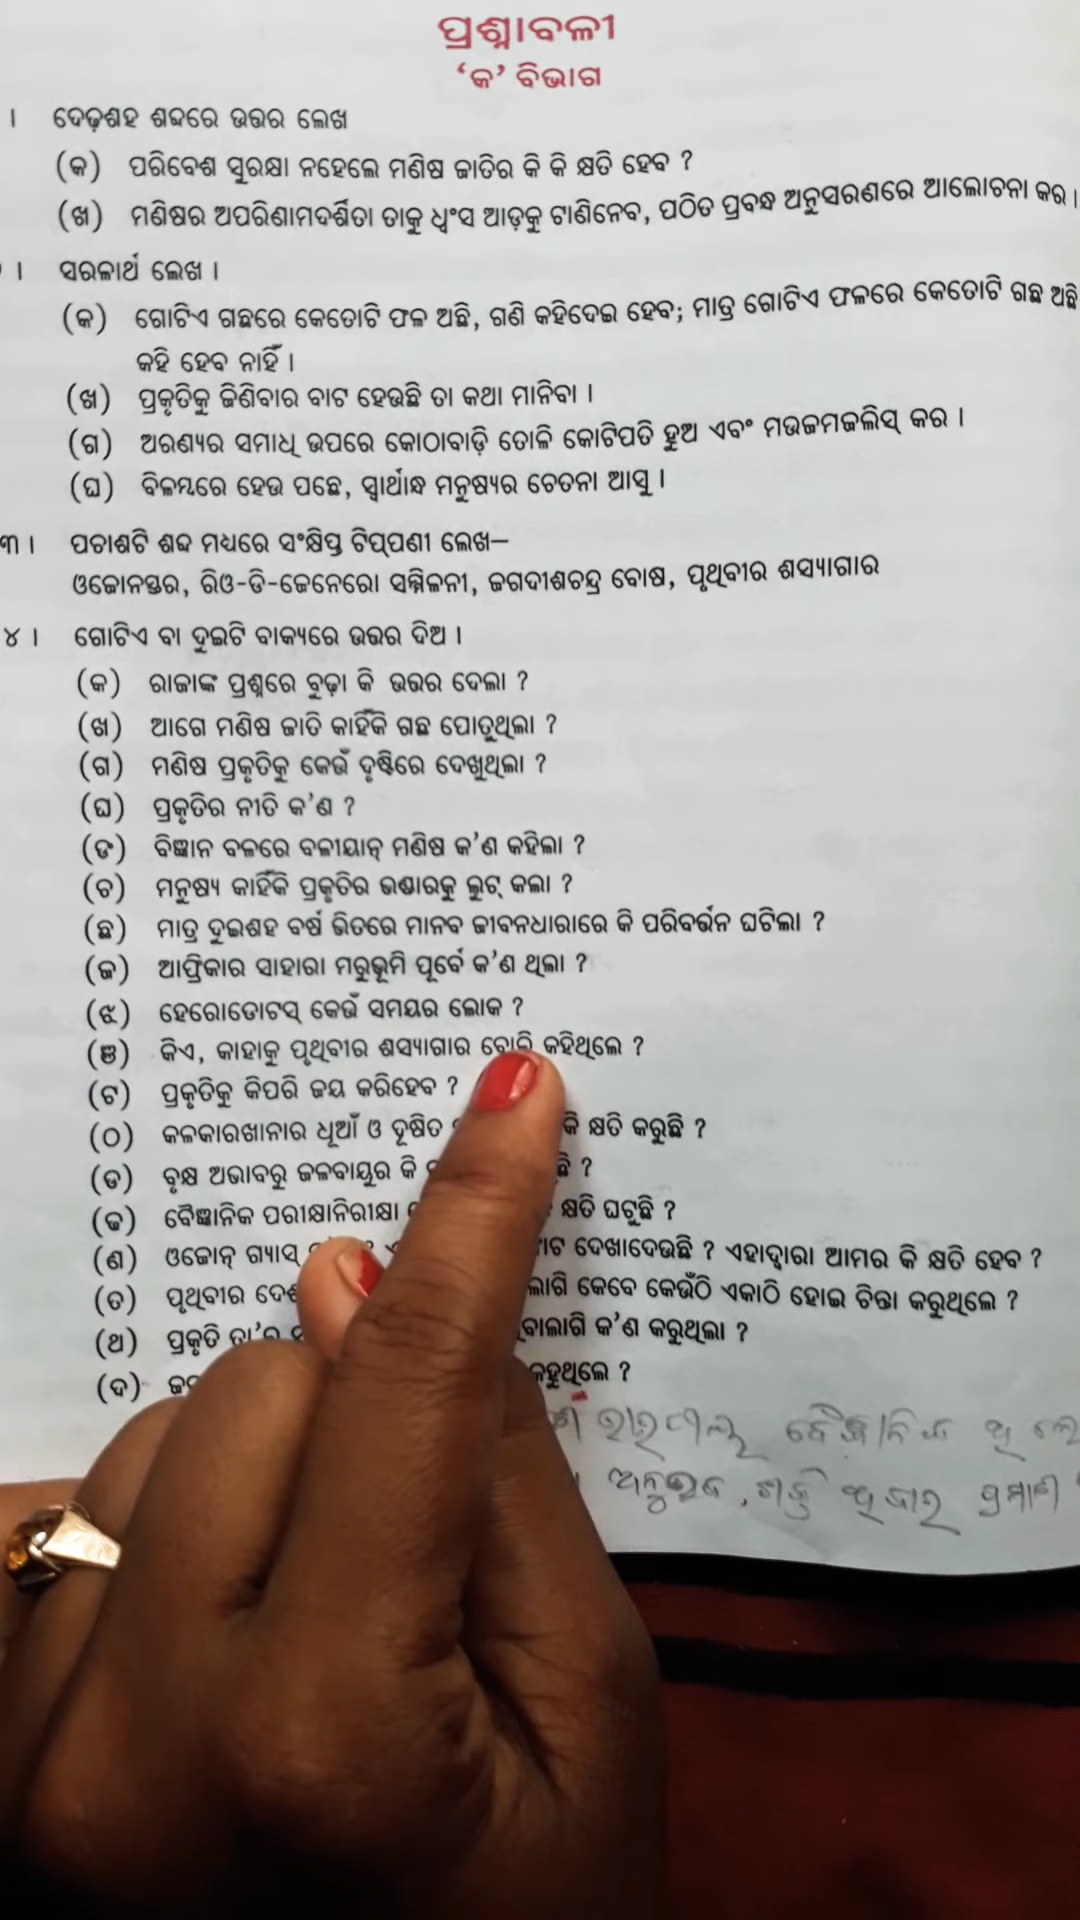 ପ୍ରଶ୍ନାବଳୀ
‘କ’ ବିଭାଗ
। ଦେଢ଼ଶହ ଶବ୍ଦରେ ଉତ୍ତର ଲେଖ
(କ) ପରିବେଶ ସୁରକ୍ଷା ନହେଲେ ମଣିଷ ଜାତିର କି କି କ୍ଷତି ହେବ ?
(ଖ) ମଣିଷର ଅପରିଣାମଦର୍ଶିତା ତାକୁ ଧ୍ୱଂସ ଆଡ଼କୁ ଟାଣିନେବ, ପଠିତ ପ୍ରବନ୍ଧ ଅନୁସରଣରେ ଆଲୋଚନା କର ।
। ସରଳାର୍ଥ ଲେଖ ।
(କ) ଗୋଟିଏ ଗଛରେ କେତୋଟି ଫଳ ଅଛି, ଗଣି କହିଦେଇ ହେବ; ମାତ୍ର ଗୋଟିଏ ଫଳରେ କେତୋଟି ଗଛ ଅଛି
କହି ହେବ ନାହିଁ ।
(ଖ) ପ୍ରକୃତିକୁ ଜିଣିବାର ବାଟ ହେଉଛି ତା କଥା ମାନିବା ।
(ଗ) ଅରଣ୍ୟର ସମାଧି ଉପରେ କୋଠାବାଡ଼ି ତୋଳି କୋଟିପତି ହୁଅ ଏବଂ ମଉଜମଜଲିସ୍ କର ।
(ଘ) ବିଳମ୍ବରେ ହେଉ ପଛେ, ସ୍ୱାର୍ଥାନ୍ଧ ମନୁଷ୍ୟର ଚେତନା ଆସୁ ।
୩। ପଚାଶଟି ଶବ୍ଦ ମଧ୍ୟରେ ସଂକ୍ଷିପ୍ତ ଟିପ୍ପଣୀ ଲେଖ–
ଓଜୋନସ୍ତର, ରିଓ-ଡି-ଜେନେରୋ ସମ୍ମିଳନୀ, ଜଗଦୀଶଚନ୍ଦ୍ର ବୋଷ, ପୃଥିବୀର ଶସ୍ୟାଗାର
୪। ଗୋଟିଏ ବା ଦୁଇଟି ବାକ୍ୟରେ ଉତ୍ତର ଦିଅ ।
(କ) ରାଜାଙ୍କ ପ୍ରଶ୍ନରେ ବୁଢ଼ା କି ଉତ୍ତର ଦେଲା ?
(ଖ) ଆଗେ ମଣିଷ ଜାତି କାହିଁକି ଗଛ ପୋତୁଥିଲା ?
(ଗ) ମଣିଷ ପ୍ରକୃତିକୁ କେଉଁ ଦୃଷ୍ଟିରେ ଦେଖୁଥିଲା ?
(ଘ) ପ୍ରକୃତିର ନୀତି କ’ଣ ?
(ଙ) ବିଜ୍ଞାନ ବଳରେ ବଳୀୟାନ୍ ମଣିଷ କ’ଣ କହିଲା ?
(ଚ) ମନୁଷ୍ୟ କାହିଁକି ପ୍ରକୃତିର ଭଣ୍ଡାରକୁ ଲୁଟ୍ କଲା ?
(ଛ) ମାତ୍ର ଦୁଇଶହ ବର୍ଷ ଭିତରେ ମାନବ ଜୀବନଧାରାରେ କି ପରିବର୍ତ୍ତନ ଘଟିଲା ?
(ଜ) ଆଫ୍ରିକାର ସାହାରା ମରୁଭୂମି ପୂର୍ବେ କ’ଣ ଥିଲା ?
(ଝ) ହେରୋଡୋଟସ୍ କେଉଁ ସମୟର ଲୋକ ?
(ଞ) କିଏ, କାହାକୁ ପୃଥିବୀର ଶସ୍ୟାଗାର ବୋଲି କହିଥିଲେ ?
(ଟ) ପ୍ରକୃତିକୁ କିପରି ଜୟ କରିହେବ ?
(ଠ) କଳକାରଖାନାର ଧୂଆଁ ଓ ଦୂଷିତ କି କ୍ଷତି କରୁଛି ?
(ଡ) ବୃକ୍ଷ ଅଭାବରୁ ଜଳବାୟୁର କି ?
(ଢ) ବୈଜ୍ଞାନିକ ପରୀକ୍ଷାନିରୀକ୍ଷା କ୍ଷତି ଘଟୁଛି ?
(ଣ) ଓଜୋନ୍ ଗ୍ୟାସ୍ ଦେଖାଦେଉଛି ? ଏହାଦ୍ୱାରା ଆମର କି କ୍ଷତି ହେବ ?
(ତ) ପୃଥିବୀର କେବେ କେଉଁଠି ଏକାଠି ହୋଇ ଚିନ୍ତା କରୁଥିଲେ ?
(ଥ) ପ୍ରକୃତି ତା’ର କ’ଣ କରୁଥିଲା ?
(ଦ) କହୁଥିଲେ ?
ବୈଜ୍ଞାନିକ
ଶକ୍ତି ଥିବାର ପ୍ରମାଣ